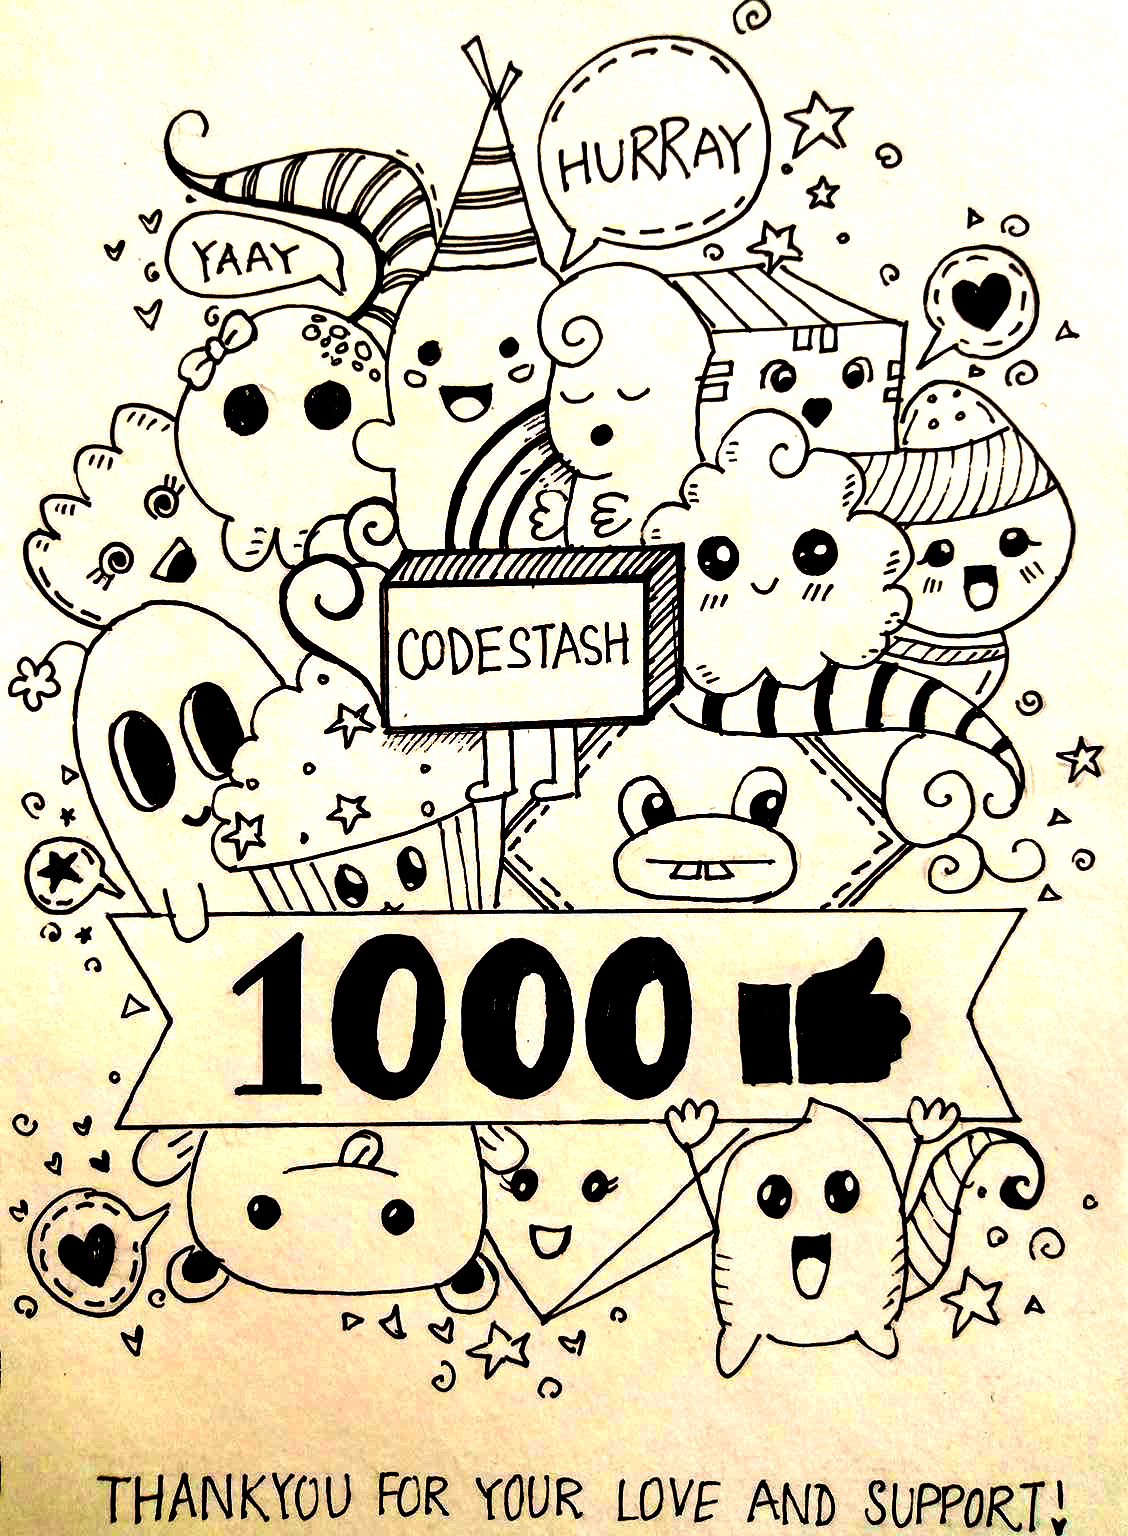 HURRAY
YAAY
CODESTASH
1000
THANKYOU FOR YOUR LOVE AND SUPPORT!